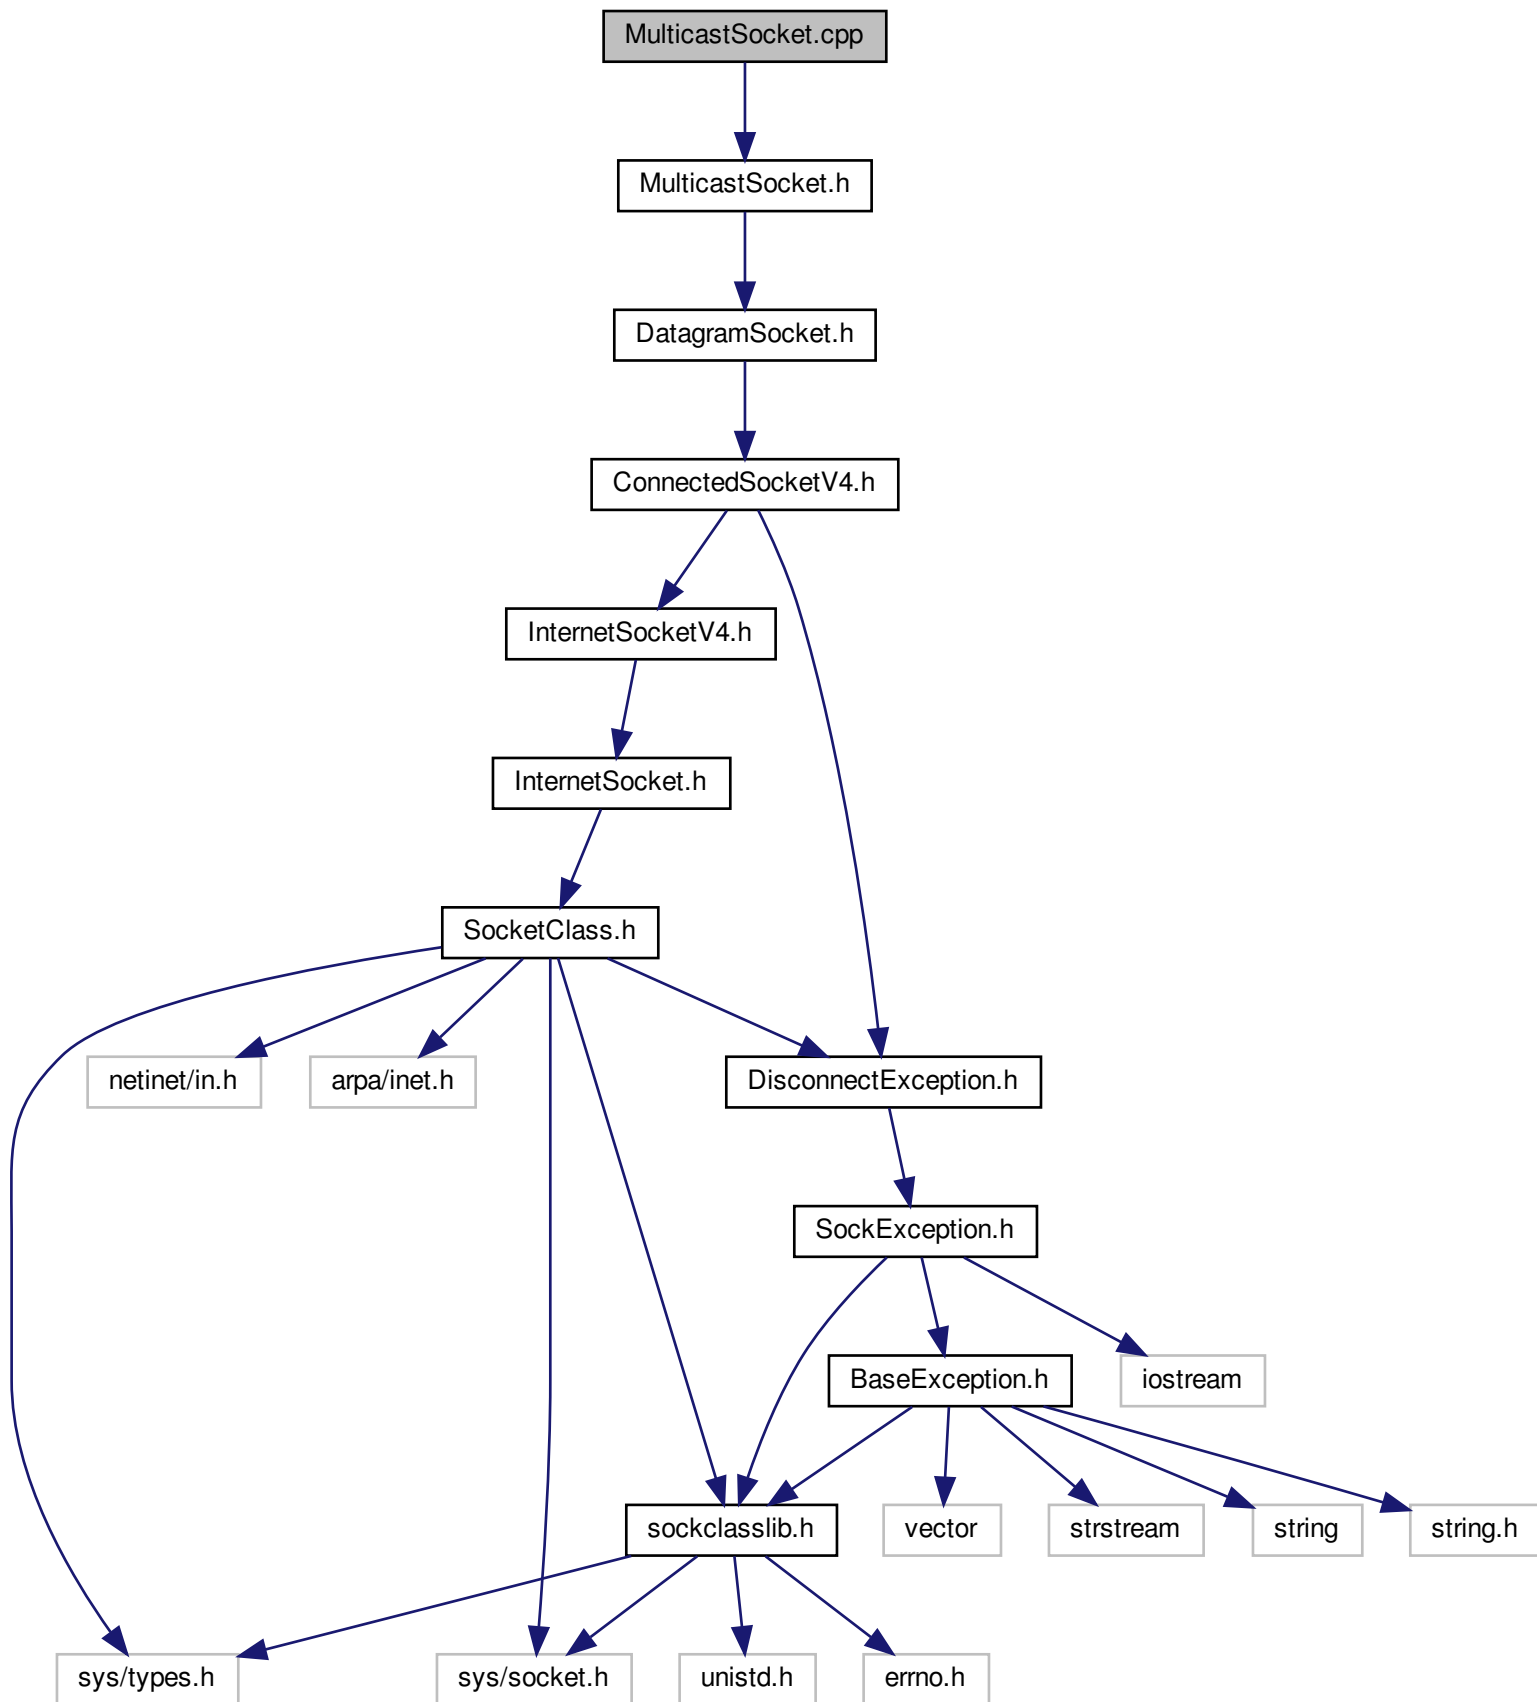 MulticastSocket.cpp
MulticastSocket.h
DatagramSocket.h
ConnectedSocketV4.h
InternetSocketV4.h
InternetSocket.h
SocketClass.h
netinet/in.h
arpa/inet.h
DisconnectException.h
SockException.h
BaseException.h
iostream
sockclasslib.h
vector
strstream
string
string.h
sys/types.h
sys/socket.h
unistd.h
errno.h